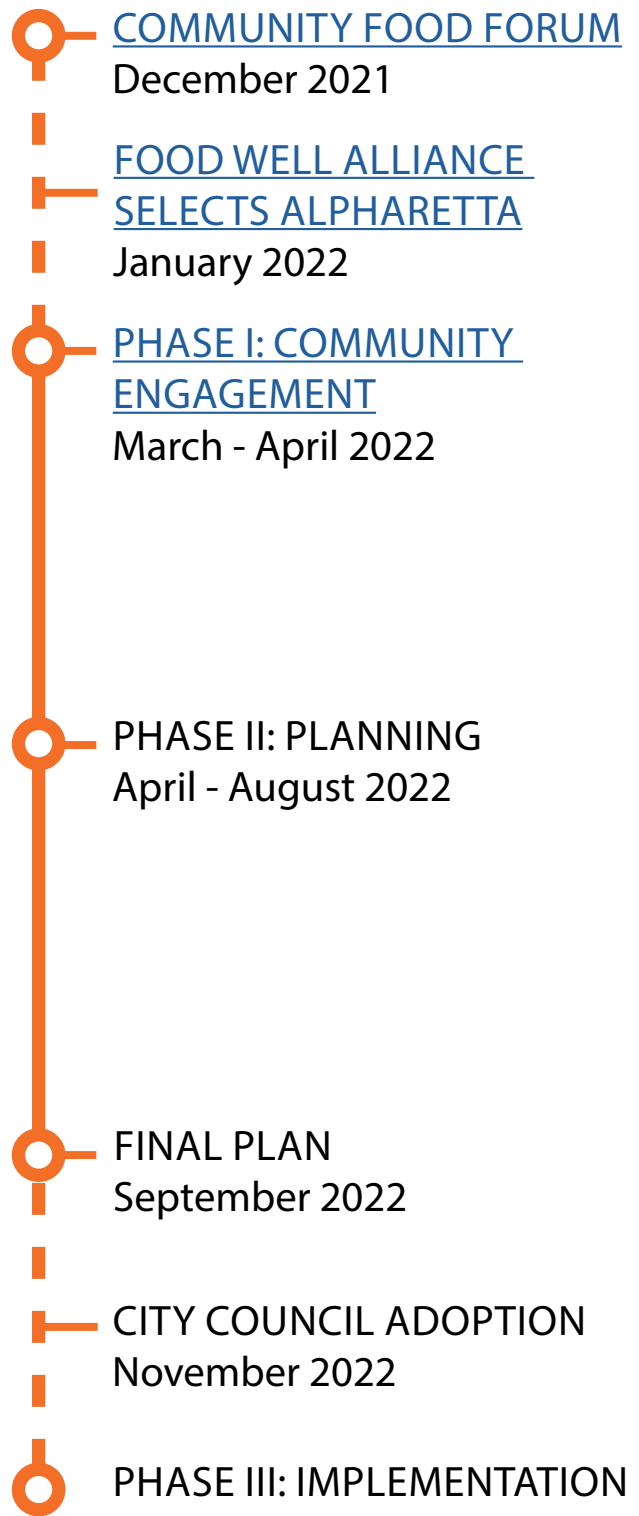 COMMUNITY FOOD FORUM
December 2021
FOOD WELL ALLIANCE
SELECTS ALPHARETTA
January 2022
PHASE I: COMMUNITY
ENGAGEMENT
March - April 2022
PHASE II: PLANNING
April - August 2022
FINAL PLAN
September 2022
CITY COUNCIL ADOPTION
November 2022
PHASE III: IMPLEMENTATION